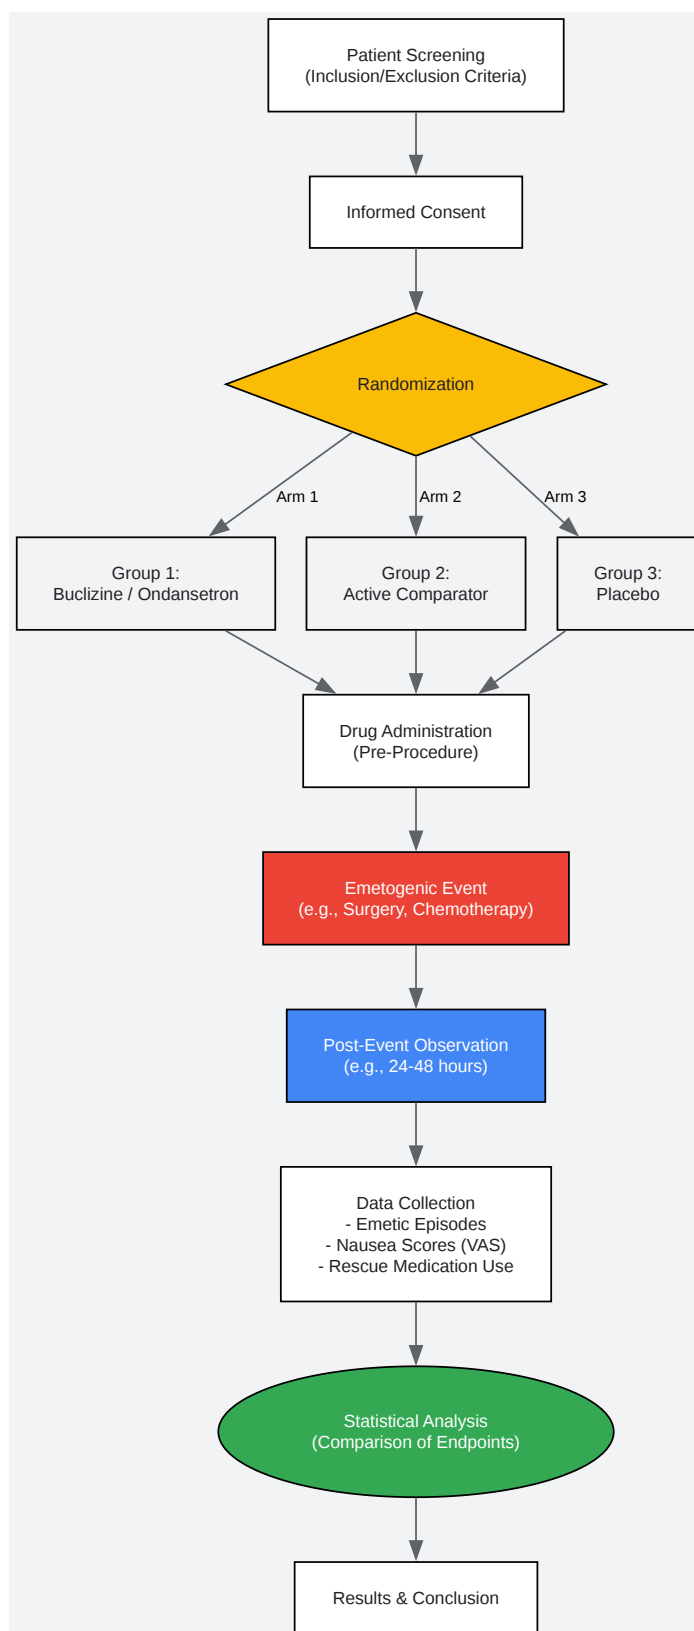 Patient Screening
(Inclusion/Exclusion Criteria)
Informed Consent
Randomization
Arm 1
Arm 2
Arm 3
Group 1:
Buclizine / Ondansetron
Group 2:
Active Comparator
Group 3:
Placebo
Drug Administration
(Pre-Procedure)
Emetogenic Event
(e.g., Surgery, Chemotherapy)
Post-Event Observation
(e.g., 24-48 hours)
Data Collection
- Emetic Episodes
- Nausea Scores (VAS)
- Rescue Medication Use
Statistical Analysis
(Comparison of Endpoints)
Results & Conclusion